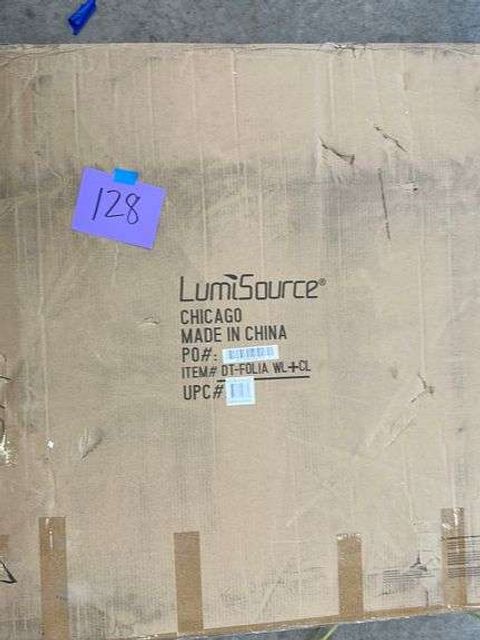 128
LumiSource®
CHICAGO
MADE IN CHINA
PO#:
ITEM# DT-FOLIA WL+CL
UPC#